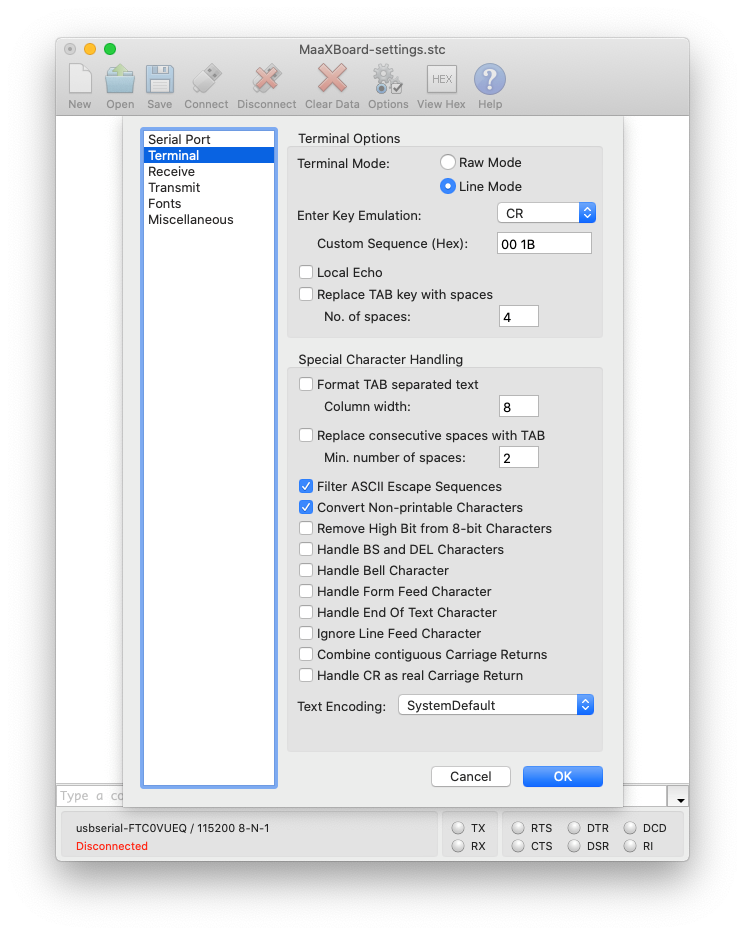 MaaXBoard-settings.stc
New Open Save Connect Disconnect Clear Data Options HEX View Hex ? Help
Serial Port
Terminal
Receive
Transmit
Fonts
Miscellaneous
Terminal Options
Terminal Mode: Raw Mode
Line Mode
Enter Key Emulation: CR
Custom Sequence (Hex): 00 1B
Local Echo
Replace TAB key with spaces
No. of spaces: 4
Special Character Handling
Format TAB separated text
Column width: 8
Replace consecutive spaces with TAB
Min. number of spaces: 2
Filter ASCII Escape Sequences
Convert Non-printable Characters
Remove High Bit from 8-bit Characters
Handle BS and DEL Characters
Handle Bell Character
Handle Form Feed Character
Handle End Of Text Character
Ignore Line Feed Character
Combine contiguous Carriage Returns
Handle CR as real Carriage Return
Text Encoding: SystemDefault
Cancel OK
Type a co
usbserial-FTC0VUEQ / 115200 8-N-1
Disconnected
TX RTS DTR DCD
RX CTS DSR RI